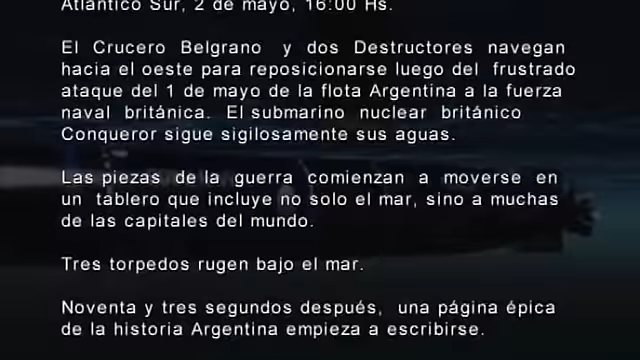 Atlántico Sur, 2 de mayo, 16:00 Hs.
El Crucero Belgrano y dos Destructores navegan
hacia el oeste para reposicionarse luego del frustrado
ataque del 1 de mayo de la flota Argentina a la fuerza
naval británica. El submarino nuclear británico
Conqueror sigue sigilosamente sus aguas.
Las piezas de la guerra comienzan a moverse en
un tablero que incluye no solo el mar, sino a muchas
de las capitales del mundo.
Tres torpedos rugen bajo el mar.
Noventa y tres segundos después, una página épica
de la historia Argentina empieza a escribirse.